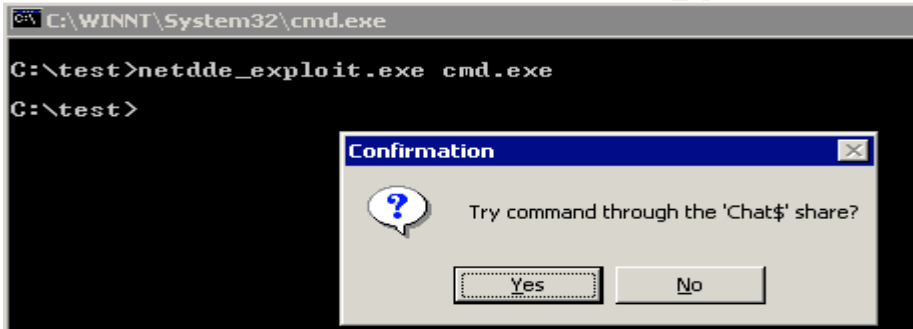 C:\WINNT\System32\cmd.exe
C:\test>netdde_exploit.exe cmd.exe
C:\test>
Confirmation
Try command through the 'Chat$' share?
Yes
No